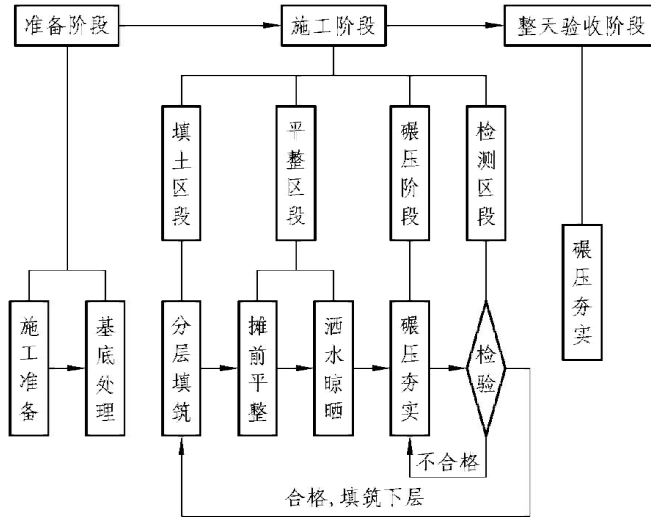 准备阶段
施工阶段
整天验收阶段
填土区段
平整区段
碾压阶段
检测区段
碾压夯实
施工准备
基底处理
分层填筑
摊前平整
洒水晾晒
碾压夯实
检验
不合格
合格,填筑下层